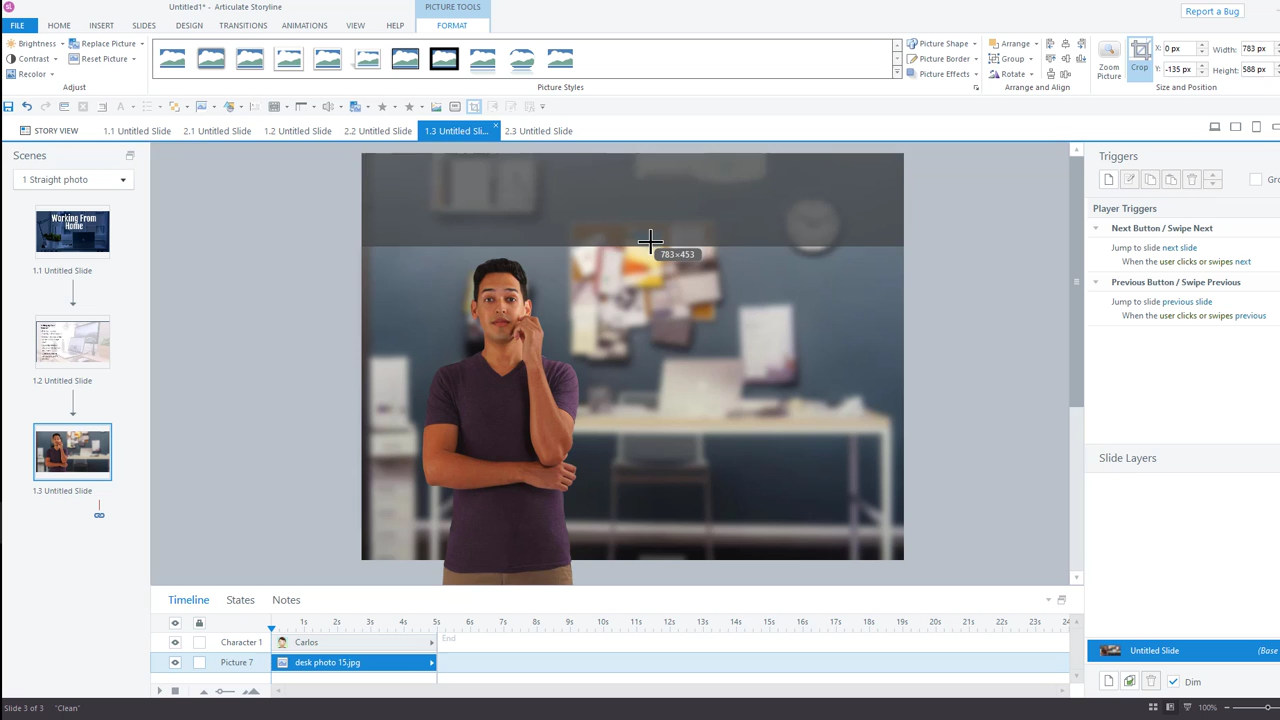 Untitled1* - Articulate Storyline
PICTURE TOOLS
Report a Bug
FILE HOME INSERT SLIDES DESIGN TRANSITIONS ANIMATIONS VIEW HELP FORMAT
Brightness Replace Picture
Contrast Reset Picture
Recolor
Adjust
Picture Styles
Picture Shape
Picture Border
Picture Effects
Arrange
Group
Rotate
Arrange and Align
Zoom Picture
Crop
X: 0 px Width: 783 px
Y: -135 px Height: 588 px
Size and Position
STORY VIEW 1.1 Untitled Slide 2.1 Untitled Slide 1.2 Untitled Slide 2.2 Untitled Slide 1.3 Untitled Sli... 2.3 Untitled Slide
Scenes
1 Straight photo
Working From
Home
1.1 Untitled Slide
1.2 Untitled Slide
1.3 Untitled Slide
783×453
Triggers
Gro
Player Triggers
Next Button / Swipe Next
Jump to slide next slide
When the user clicks or swipes next
Previous Button / Swipe Previous
Jump to slide previous slide
When the user clicks or swipes previous
Slide Layers
Untitled Slide (Base
Dim
Timeline States Notes
1s 2s 3s 4s 5s 6s 7s 8s 9s 10s 11s 12s 13s 14s 15s 16s 17s 18s 19s 20s 21s 22s 23s 24
Character 1 Carlos End
Picture 7 desk photo 15.jpg
Slide 3 of 3 "Clean" 100%